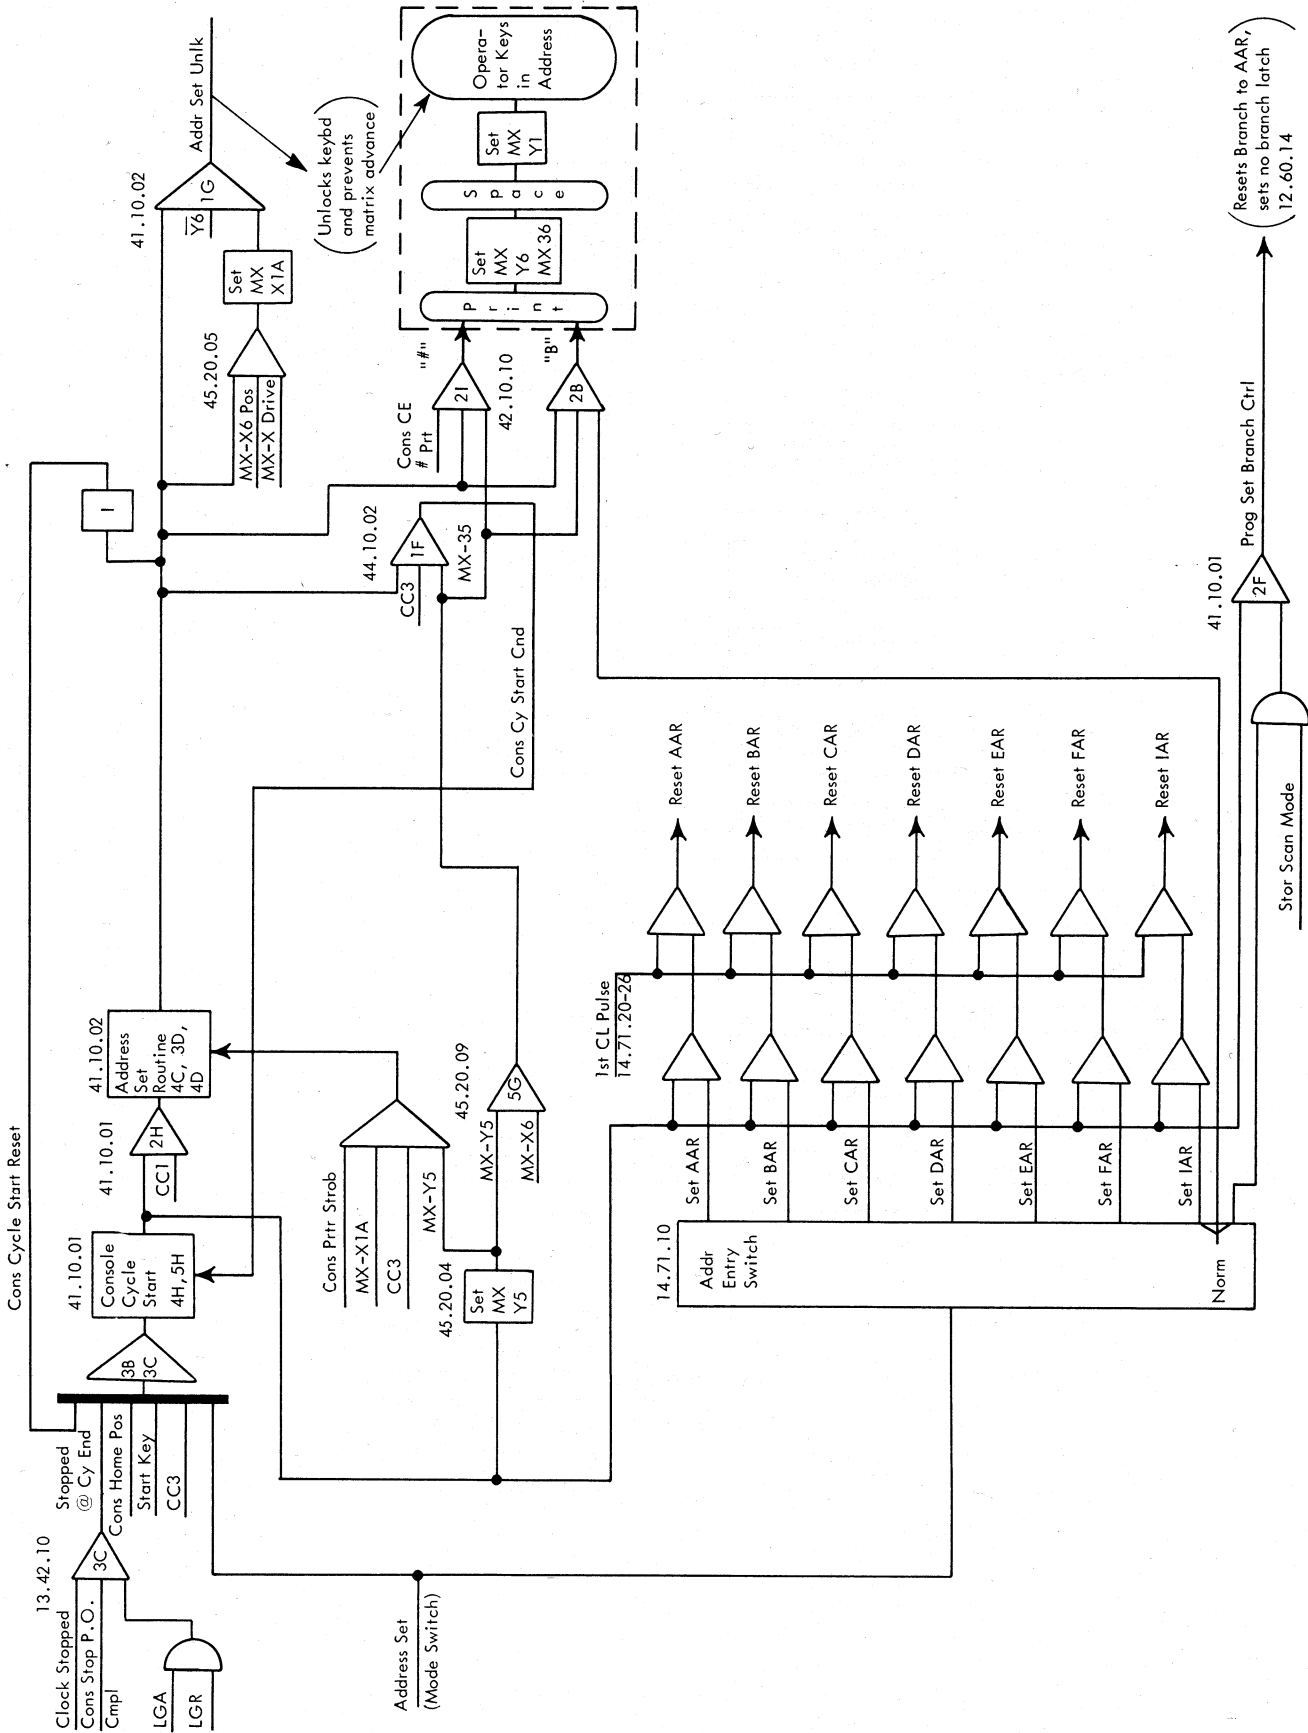 Cons Cycle Start Reset
13.42.10
Clock Stopped
Cons Stop P.O.
Cmpl
LGA
LGR
3C
Stopped
@ Cy End
Cons Home Pos
Start Key
CC3
3B
3C
41.10.01
Console
Cycle
Start
4H, 5H
41.10.01
CC1
2H
41.10.02
Address
Set
Routine
4C, 3D,
4D
I
41.10.02
Y6
1G
Addr Set Unlk
45.20.05
MX-X6 Pos
MX-X Drive
Set
MX
X1A
(Unlocks keybd
and prevents
matrix advance)
44.10.02
CC3
1F
MX-35
Cons Cy Start Cnd
Cons CE
# Prt
2I
"#"
42.10.10
2B
"B"
Print
Set
MX
Y6
MX 36
Space
Set
MX
Y1
Opera-
tor Keys
in
Address
Cons Prtr Strob
MX-X1A
CC3
MX-Y5
45.20.04
Set
MX
Y5
45.20.09
MX-Y5
MX-X6
5G
Address Set
(Mode Switch)
14.71.10
Addr
Entry
Switch
Norm
1st CL Pulse
14.71.20-26
Set AAR
Reset AAR
Set BAR
Reset BAR
Set CAR
Reset CAR
Set DAR
Reset DAR
Set EAR
Reset EAR
Set FAR
Reset FAR
Set IAR
Reset IAR
Stor Scan Mode
41.10.01
2F
Prog Set Branch Ctrl
(Resets Branch to AAR,
sets no branch latch
12.60.14)